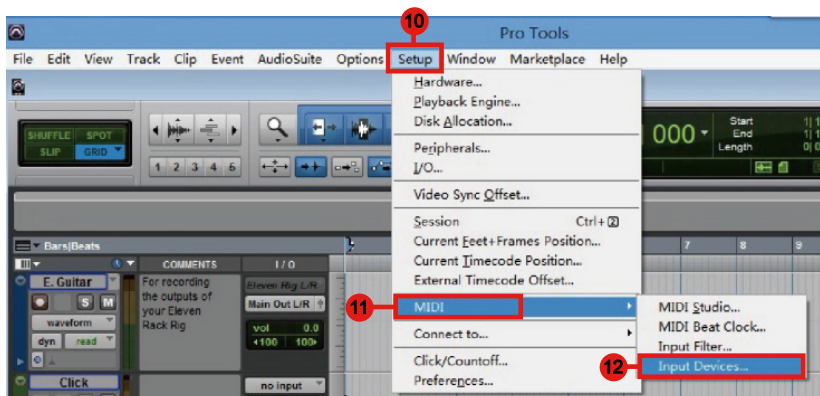 10
Pro Tools
File Edit View Track Clip Event AudioSuite Options Setup Window Marketplace Help
Hardware...
Playback Engine...
Disk Allocation...
Peripherals...
I/O...
Video Sync Offset...
Session Ctrl+2
Current Feet+Frames Position...
Current Timecode Position...
External Timecode Offset...
11 MIDI
Connect to...
Click/Countoff...
Preferences...
MIDI Studio...
MIDI Beat Clock...
Input Filter...
12 Input Devices...
SHUFFLE SPOT
SLIP GRID
1 2 3 4 5
000
Start
End
Length
Bars|Beats
7 8 9
COMMENTS I / O
E. Guitar
S M
waveform
dyn read
For recording
the outputs of
your Eleven
Rack Rig
Eleven Rig L/R
Main Out L/R
vol 0.0
100 100
Click
no input